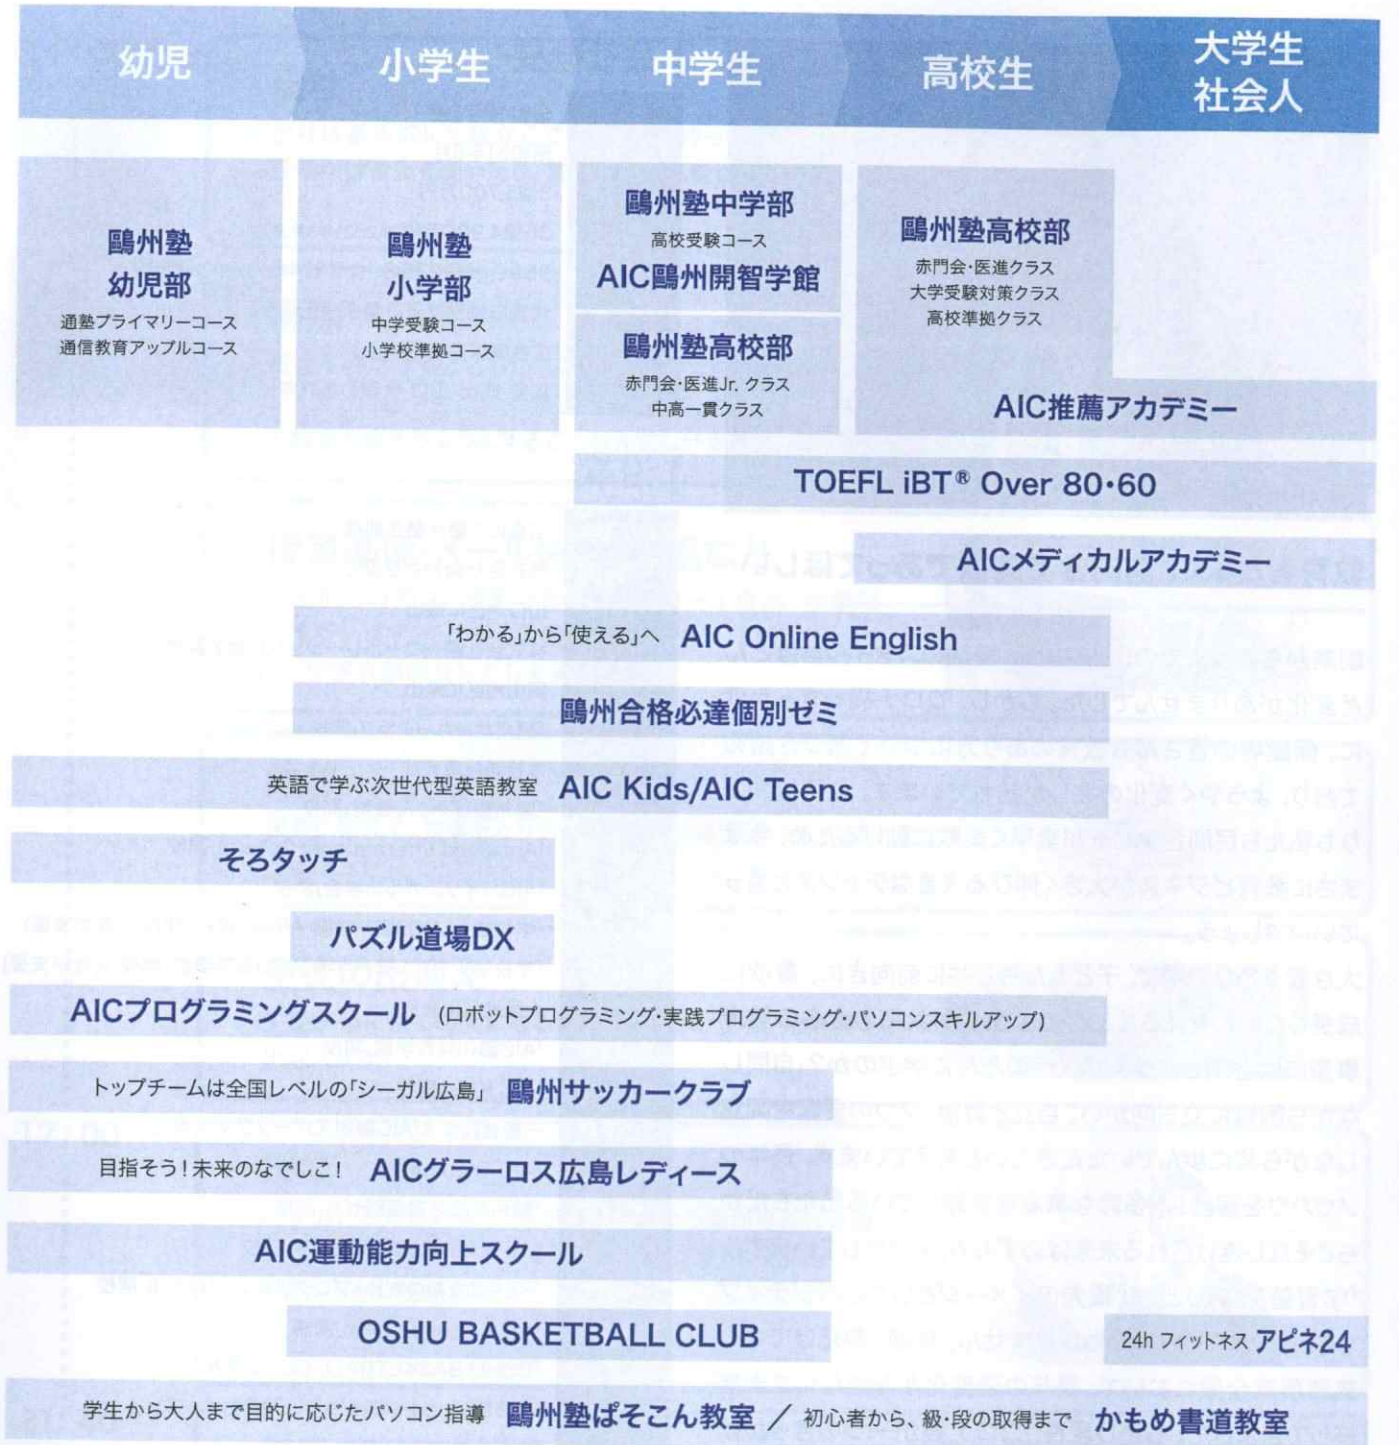 幼児
小学生
中学生
高校生
大学生
社会人
鷗州塾
幼児部
通塾プライマリーコース
通信教育アップルコース
鷗州塾
小学部
中学受験コース
小学校準拠コース
鷗州塾中学部
高校受験コース
AIC鷗州開智学館
鷗州塾高校部
赤門会・医進Jr. クラス
中高一貫クラス
鷗州塾高校部
赤門会・医進クラス
大学受験対策クラス
高校準拠クラス
AIC推薦アカデミー
TOEFL iBT® Over 80・60
AICメディカルアカデミー
「わかる」から「使える」へ AIC Online English
鷗州合格必達個別ゼミ
英語で学ぶ次世代型英語教室 AIC Kids/AIC Teens
そろタッチ
パズル道場DX
AICプログラミングスクール (ロボットプログラミング・実践プログラミング・パソコンスキルアップ)
トップチームは全国レベルの「シーガル広島」 鷗州サッカークラブ
目指そう!未来のなでしこ! AICグラーロス広島レディース
AIC運動能力向上スクール
OSHU BASKETBALL CLUB
24h フィットネス アピネ24
学生から大人まで目的に応じたパソコン指導 鷗州塾ぱそこん教室 / 初心者から、級・段の取得まで かもめ書道教室